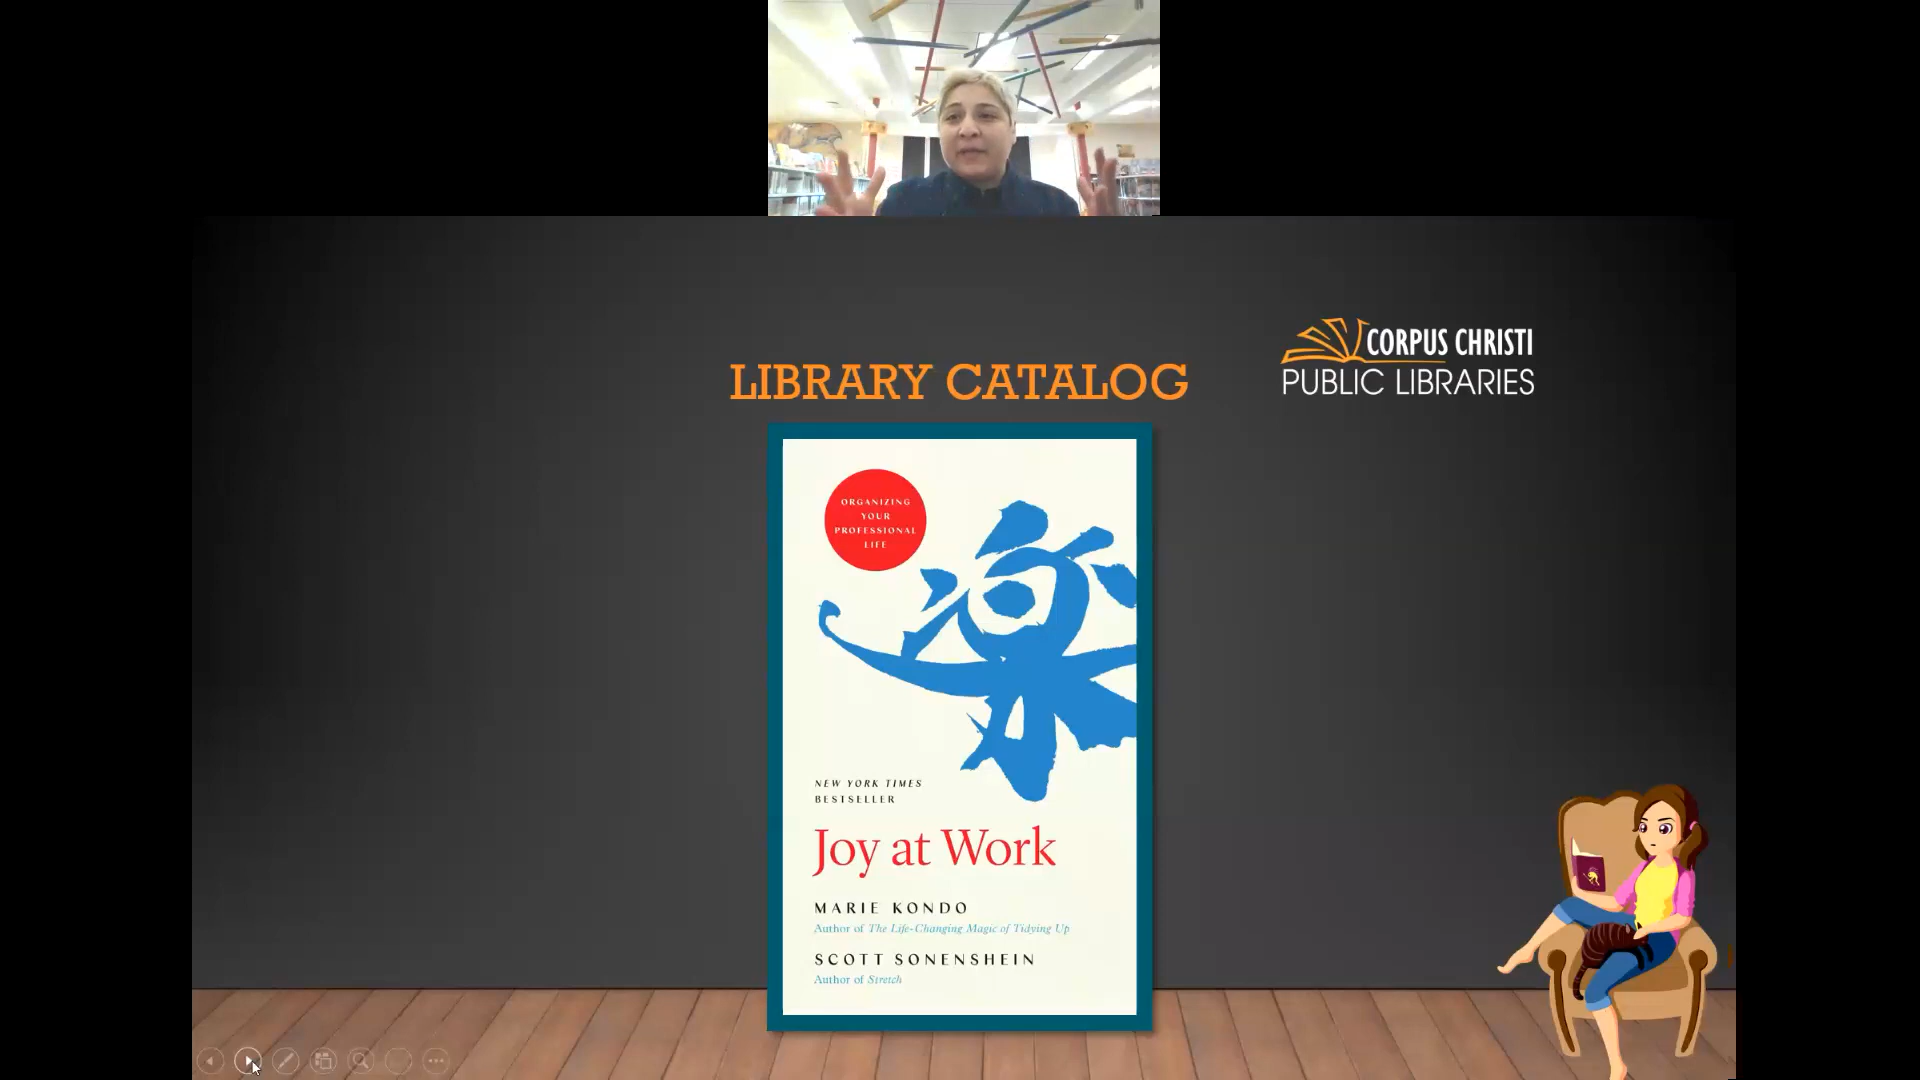 CORPUS CHRISTI
PUBLIC LIBRARIES
LIBRARY CATALOG
ORGANIZING
YOUR
PROFESSIONAL
LIFE
楽
NEW YORK TIMES
BESTSELLER
Joy at Work
MARIE KONDO
Author of The Life-Changing Magic of Tidying Up
SCOTT SONENSHEIN
Author of Stretch